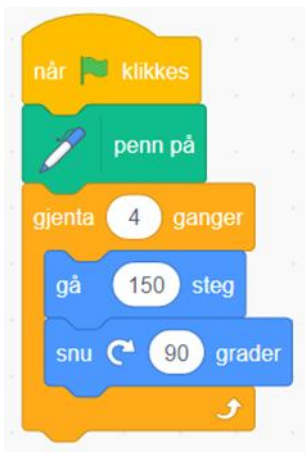 når klikkes
penn på
gjenta 4 ganger
gå 150 steg
snu 90 grader